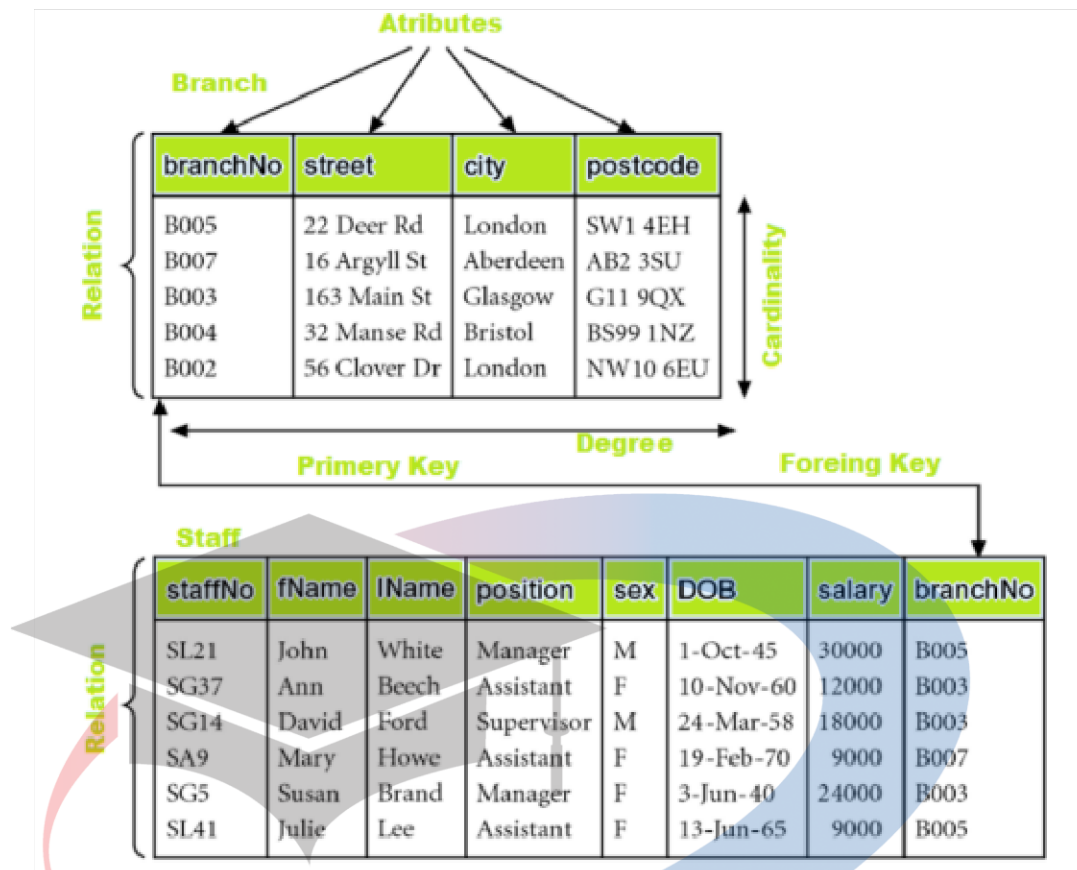 Atributes
Branch
branchNo street city postcode
B005 22 Deer Rd London SW1 4EH
B007 16 Argyll St Aberdeen AB2 3SU
B003 163 Main St Glasgow G11 9QX
B004 32 Manse Rd Bristol BS99 1NZ
B002 56 Clover Dr London NW10 6EU
Relation
Cardinality
Degree
Primery Key
Foreing Key
Staff
staffNo fName lName position sex DOB salary branchNo
SL21 John White Manager M 1-Oct-45 30000 B005
SG37 Ann Beech Assistant F 10-Nov-60 12000 B003
SG14 David Ford Supervisor M 24-Mar-58 18000 B003
SA9 Mary Howe Assistant F 19-Feb-70 9000 B007
SG5 Susan Brand Manager F 3-Jun-40 24000 B003
SL41 Julie Lee Assistant F 13-Jun-65 9000 B005
Relation